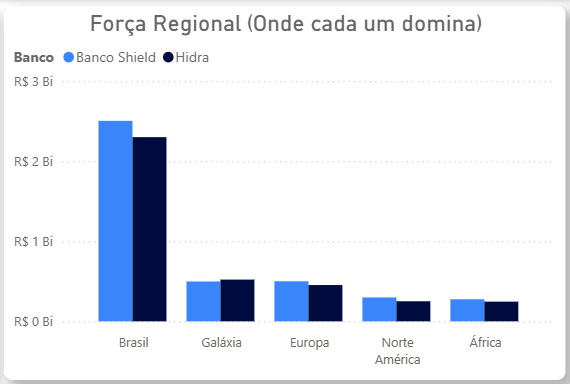 Força Regional (Onde cada um domina)
Banco Banco Shield Hidra
R$ 3 Bi
R$ 2 Bi
R$ 1 Bi
R$ 0 Bi
Brasil Galáxia Europa Norte América África